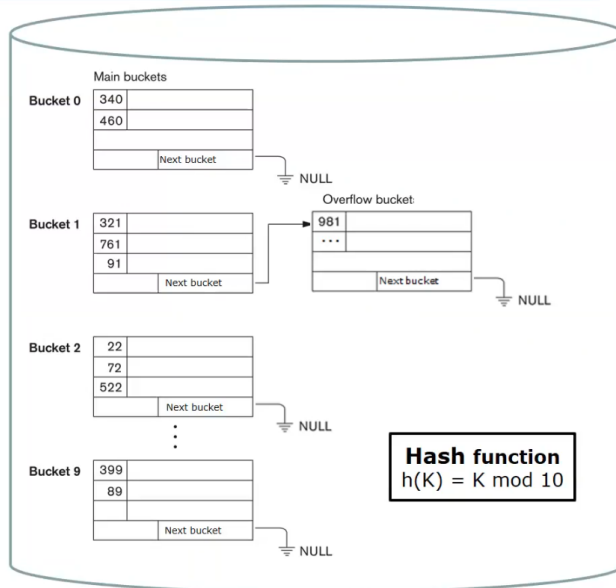 Main buckets
Bucket 0
340
460
Next bucket
NULL
Overflow bucket
Bucket 1
321
761
91
Next bucket
981
...
Next bucket
NULL
Bucket 2
22
72
522
Next bucket
NULL
Bucket 9
399
89
Next bucket
NULL
Hash function
h(K) = K mod 10